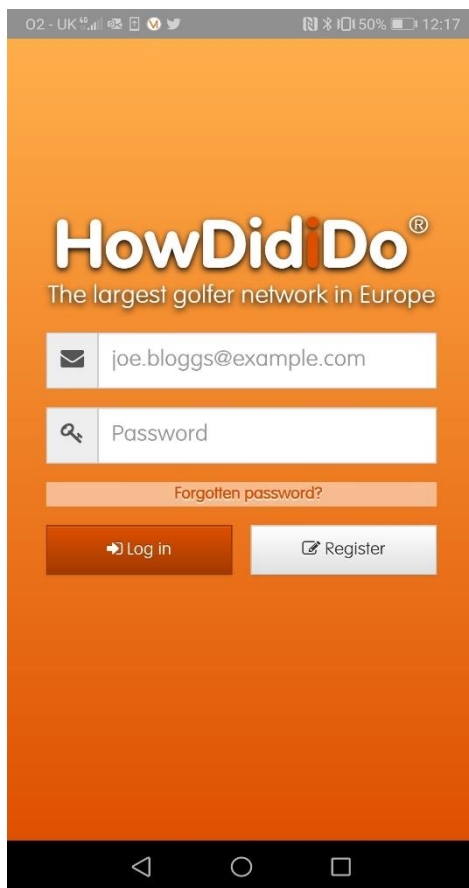 O2 - UK 4G 50% 12:17
HowDidiDo®
The largest golfer network in Europe
joe.bloggs@example.com
Password
Forgotten password?
Log in
Register